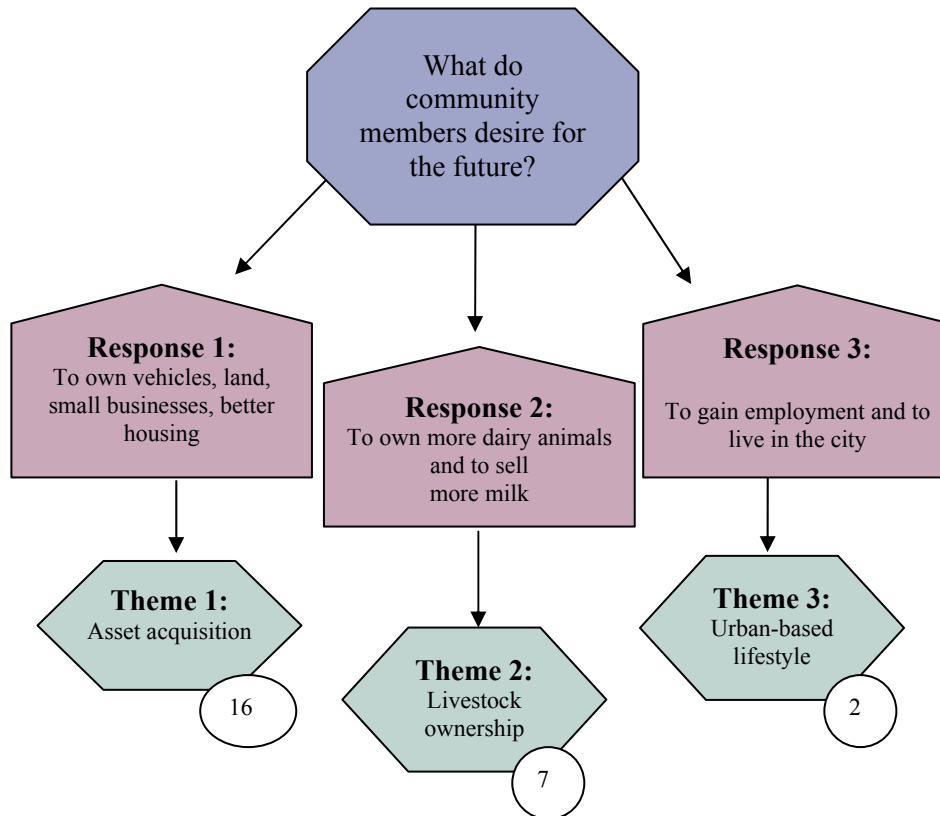 What do
community
members desire for
the future?
Response 1:
To own vehicles, land,
small businesses, better
housing
Response 2:
To own more dairy animals
and to sell
more milk
Response 3:
To gain employment and to
live in the city
Theme 1:
Asset acquisition
16
Theme 2:
Livestock
ownership
7
Theme 3:
Urban-based
lifestyle
2